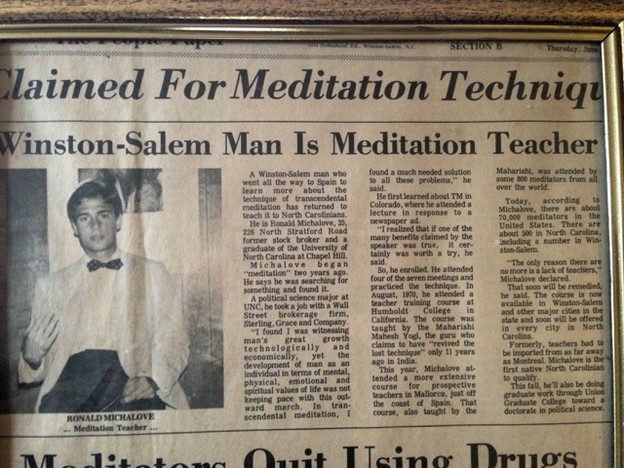 The People Paper
SECTION B
Thursday,
Claimed For Meditation
Winston-Salem Man Is Meditation Teacher
RONALD MICHALOVE
... Meditation Teacher ...
A Winston-Salem man who
went all the way to Spain to
learn more about the
technique of transcendental
meditation has returned to
teach it to North Carolinians.
He is Ronald Michalove, 25,
226 North Stratford Road
former stock broker and a
graduate of the University of
North Carolina at Chapel Hill.
Michalove began
"meditation" two years ago.
He says he was searching for
something and found it.
A political science major at
UNC, he took a job with a Wall
Street brokerage firm,
Sterling, Grace and Company.
"I found I was witnessing
man's great growth
technologically and
economically, yet the
development of man as an
individual in terms of mental,
physical, emotional and
spiritual values of life was not
keeping pace with this out-
ward march. In tran-
scendental meditation, I
found a much needed solution
to all these problems," he
said.
He first learned about TM in
Colorado, where he attended a
lecture in response to a
newspaper ad.
"I realized that if one of the
many benefits claimed by the
speaker was true, it cer-
tainly was worth a try, he
said.
So, he enrolled. He attended
four of the seven meetings and
practiced the technique. In
August, 1970, he attended a
teacher training course at
Humboldt College in
California. The course was
taught by the Maharishi
Mahesh Yogi, the guru who
claims to have "revived the
lost technique" only 11 years
ago in India.
This year, Michalove at-
tended a more extensive
course for prospective
teachers in Mallorca, just off
the coast of Spain. That
course, also taught by the
Maharishi, was attended by
some 800 meditators from all
over the world.
Today, according to
Michalove, there are about
70,000 meditators in the
United States. There are
about 500 in North Carolina,
including a number in Win-
ston-Salem.
"The only reason there are
no more is a lack of teachers,"
Michalove declared.
That soon will be remedied,
he said. The course is now
available in Winston-Salem
and other major cities in the
state and soon will be offered
in every city in North
Carolina.
Formerly, teachers had to
be imported from as far away
as Montreal. Michalove is the
first native North Carolinian
to qualify.
This fall, he'll also be doing
graduate work through Union
Graduate College toward a
doctorate in political science.
Meditators Quit Using Drugs